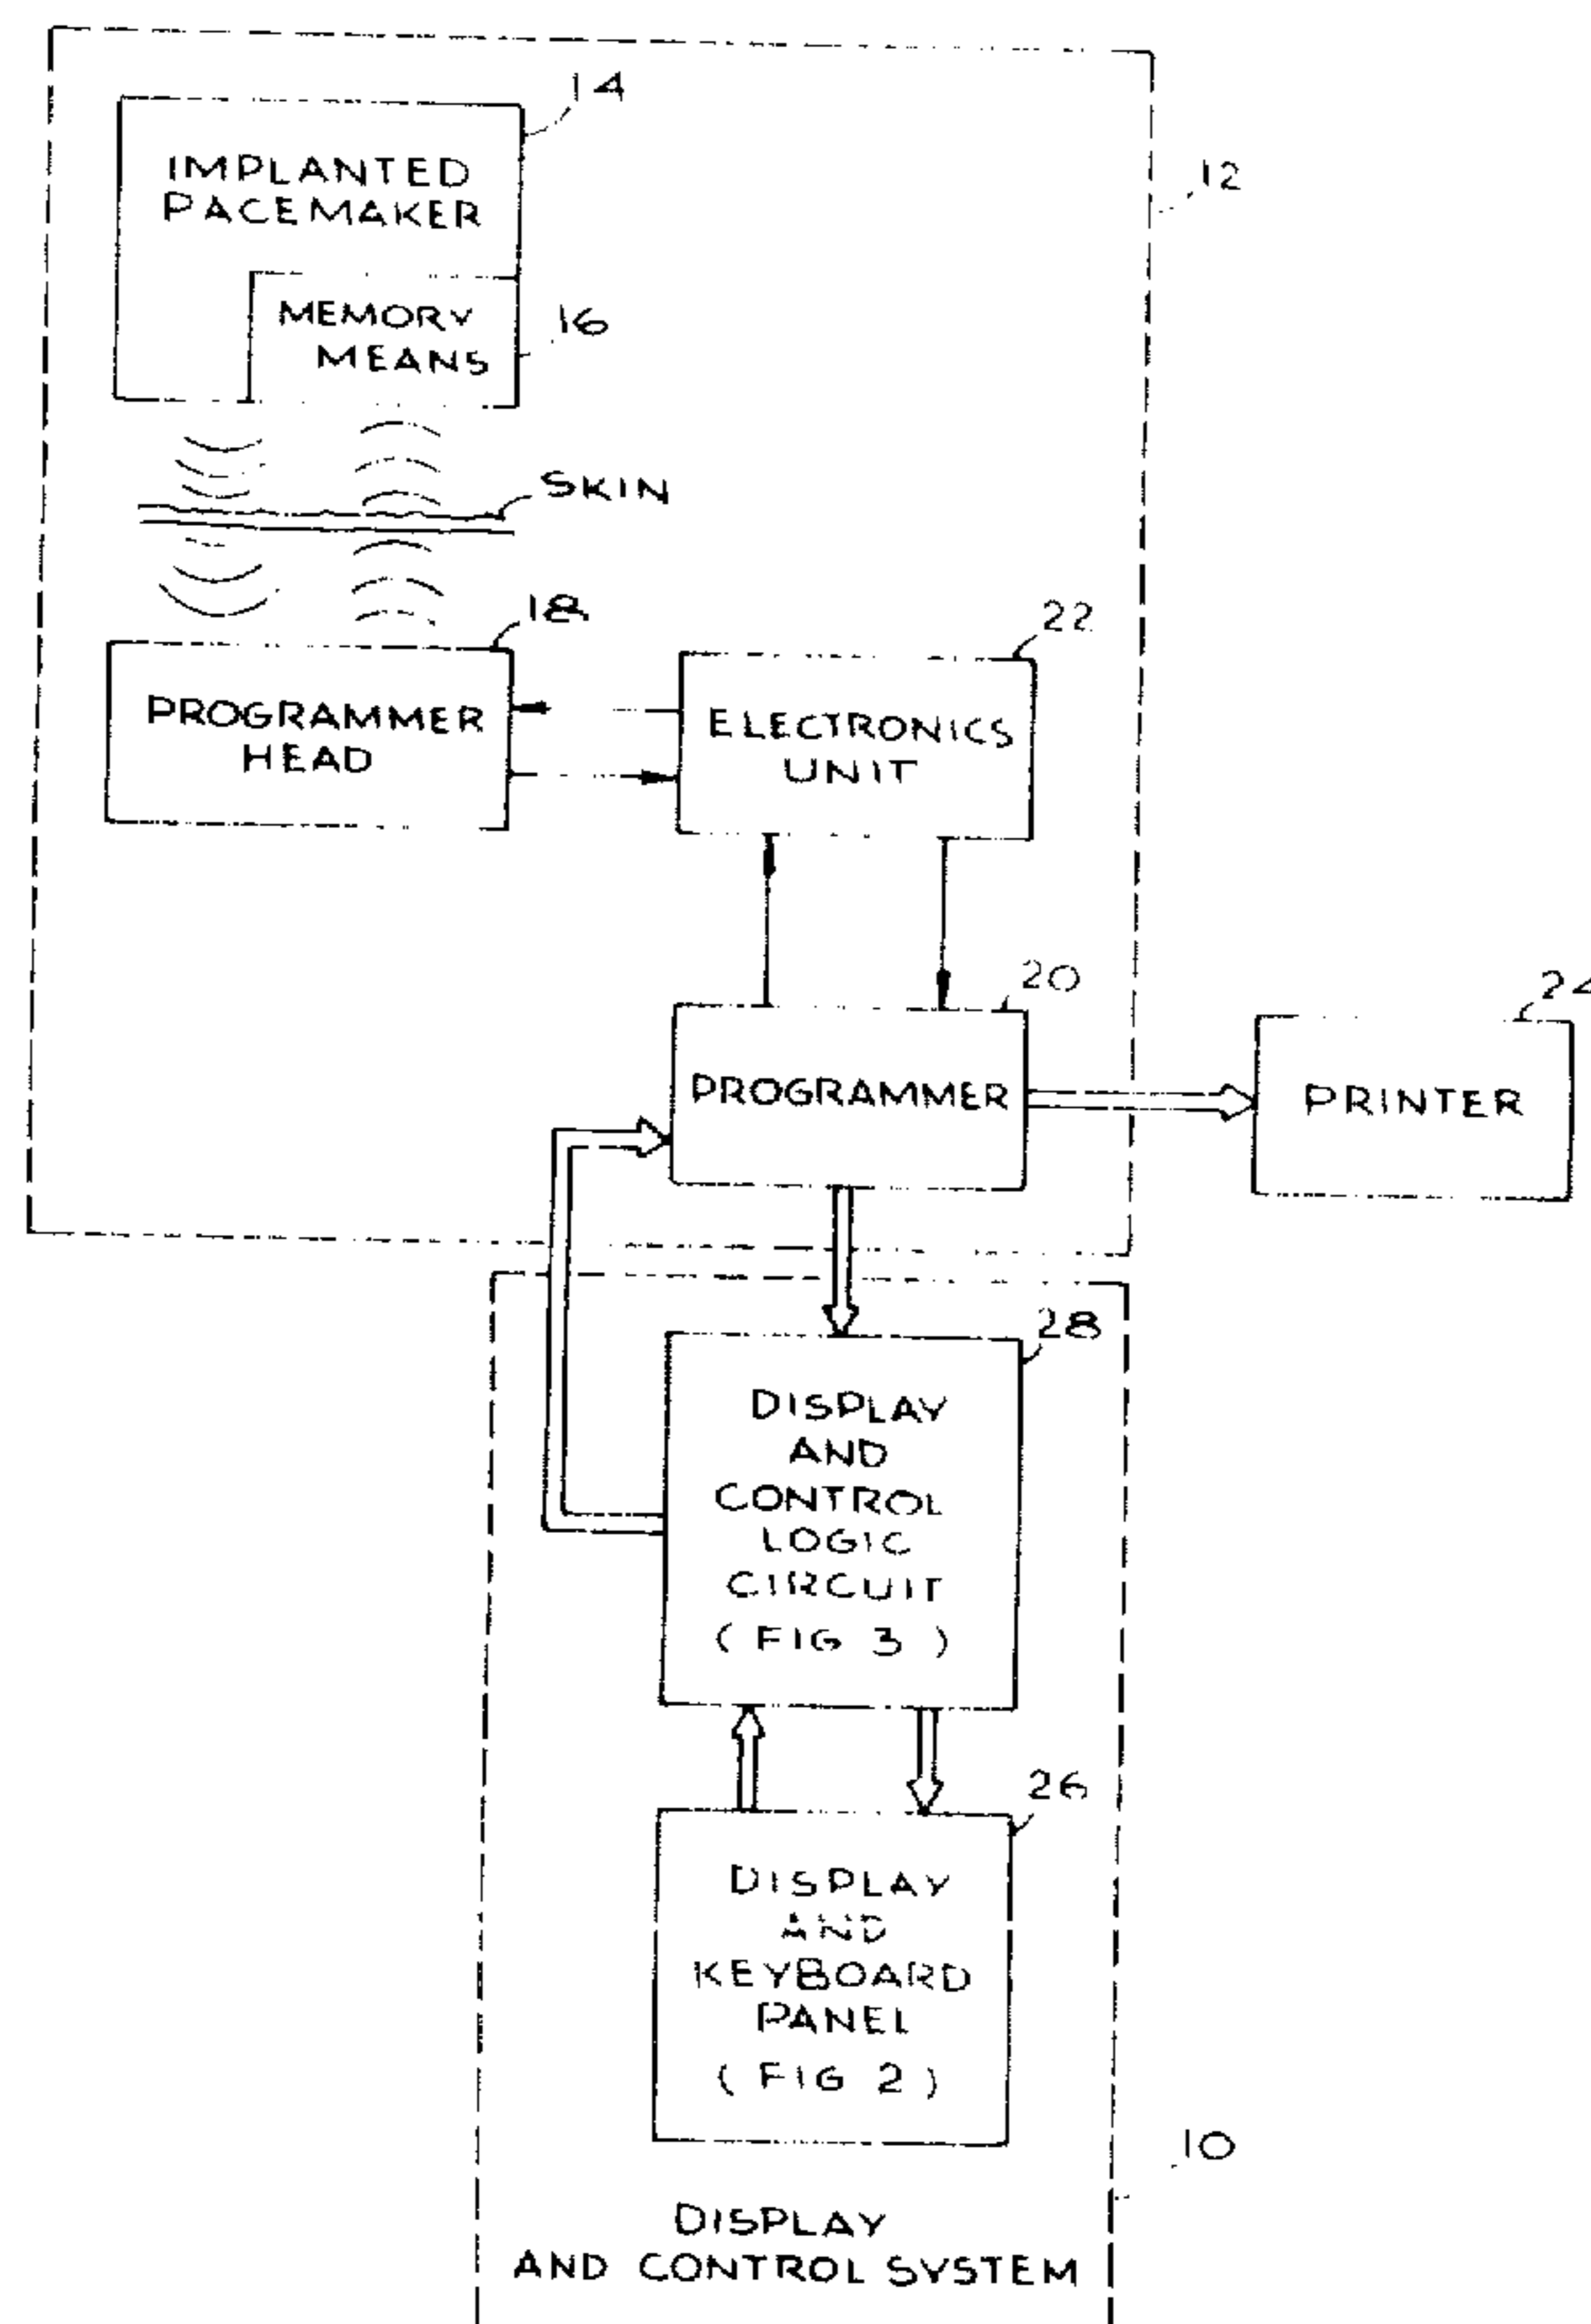 14
IMPLANTED
PACEMAKER
12
MEMORY
MEANS
16
SKIN
18
22
PROGRAMMER
HEAD
ELECTRONICS
UNIT
20
24
PROGRAMMER
PRINTER
28
DISPLAY
AND
CONTROL
LOGIC
CIRCUIT
( FIG 3 )
26
DISPLAY
AND
KEYBOARD
PANEL
( FIG 2 )
10
DISPLAY
AND CONTROL SYSTEM